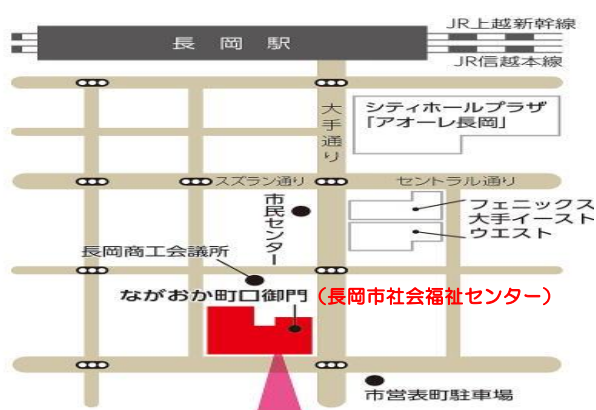 JR上越新幹線
長岡駅
JR信越本線
大手通り
シティホールプラザ
「アオーレ長岡」
スズラン通り
セントラル通り
市民センター
フェニックス
大手イースト
ウエスト
長岡商工会議所
ながおか町口御門（長岡市社会福祉センター）
市営表町駐車場